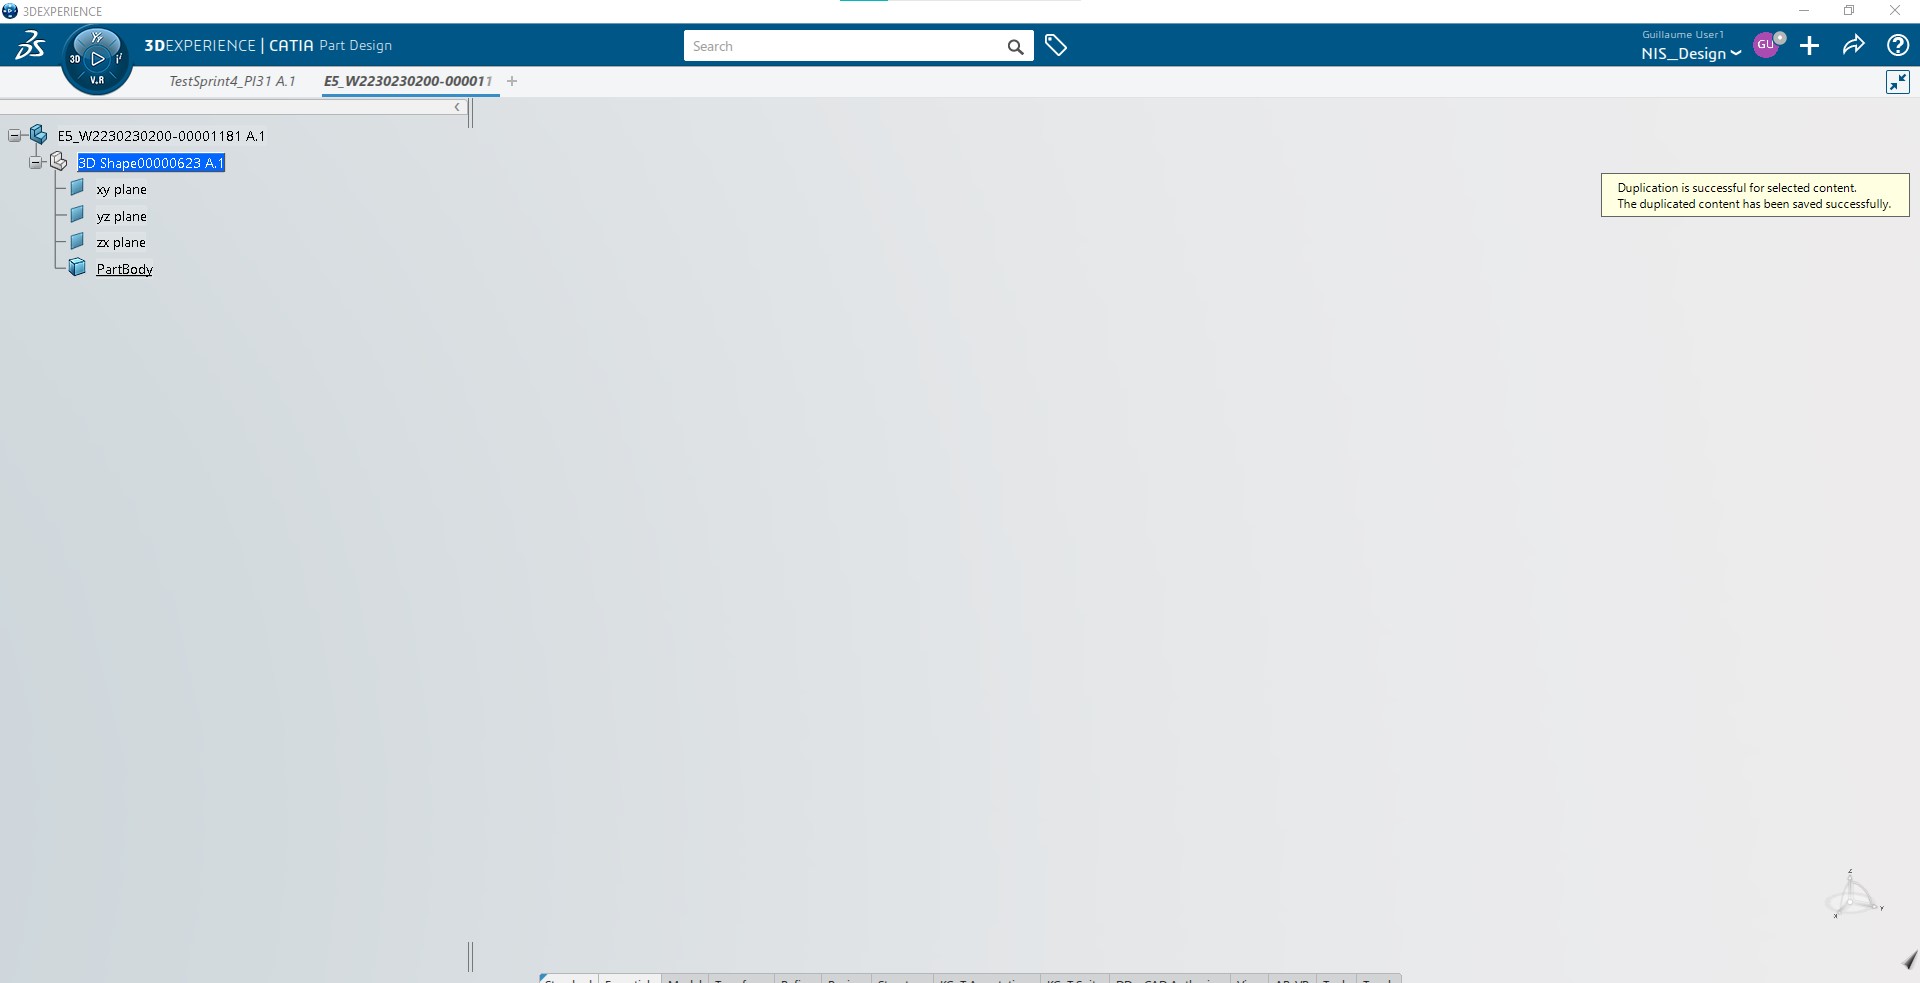 3DEXPERIENCE
3DEXPERIENCE | CATIA Part Design
3D
V.R
Search
Guillaume User1
NIS_Design
GU
TestSprint4_PI31 A.1
E5_W2230230200-000011
E5_W2230230200-00001181 A.1
3D Shape00000623 A.1
xy plane
yz plane
zx plane
PartBody
Duplication is successful for selected content.
The duplicated content has been saved successfully.
z
y
x